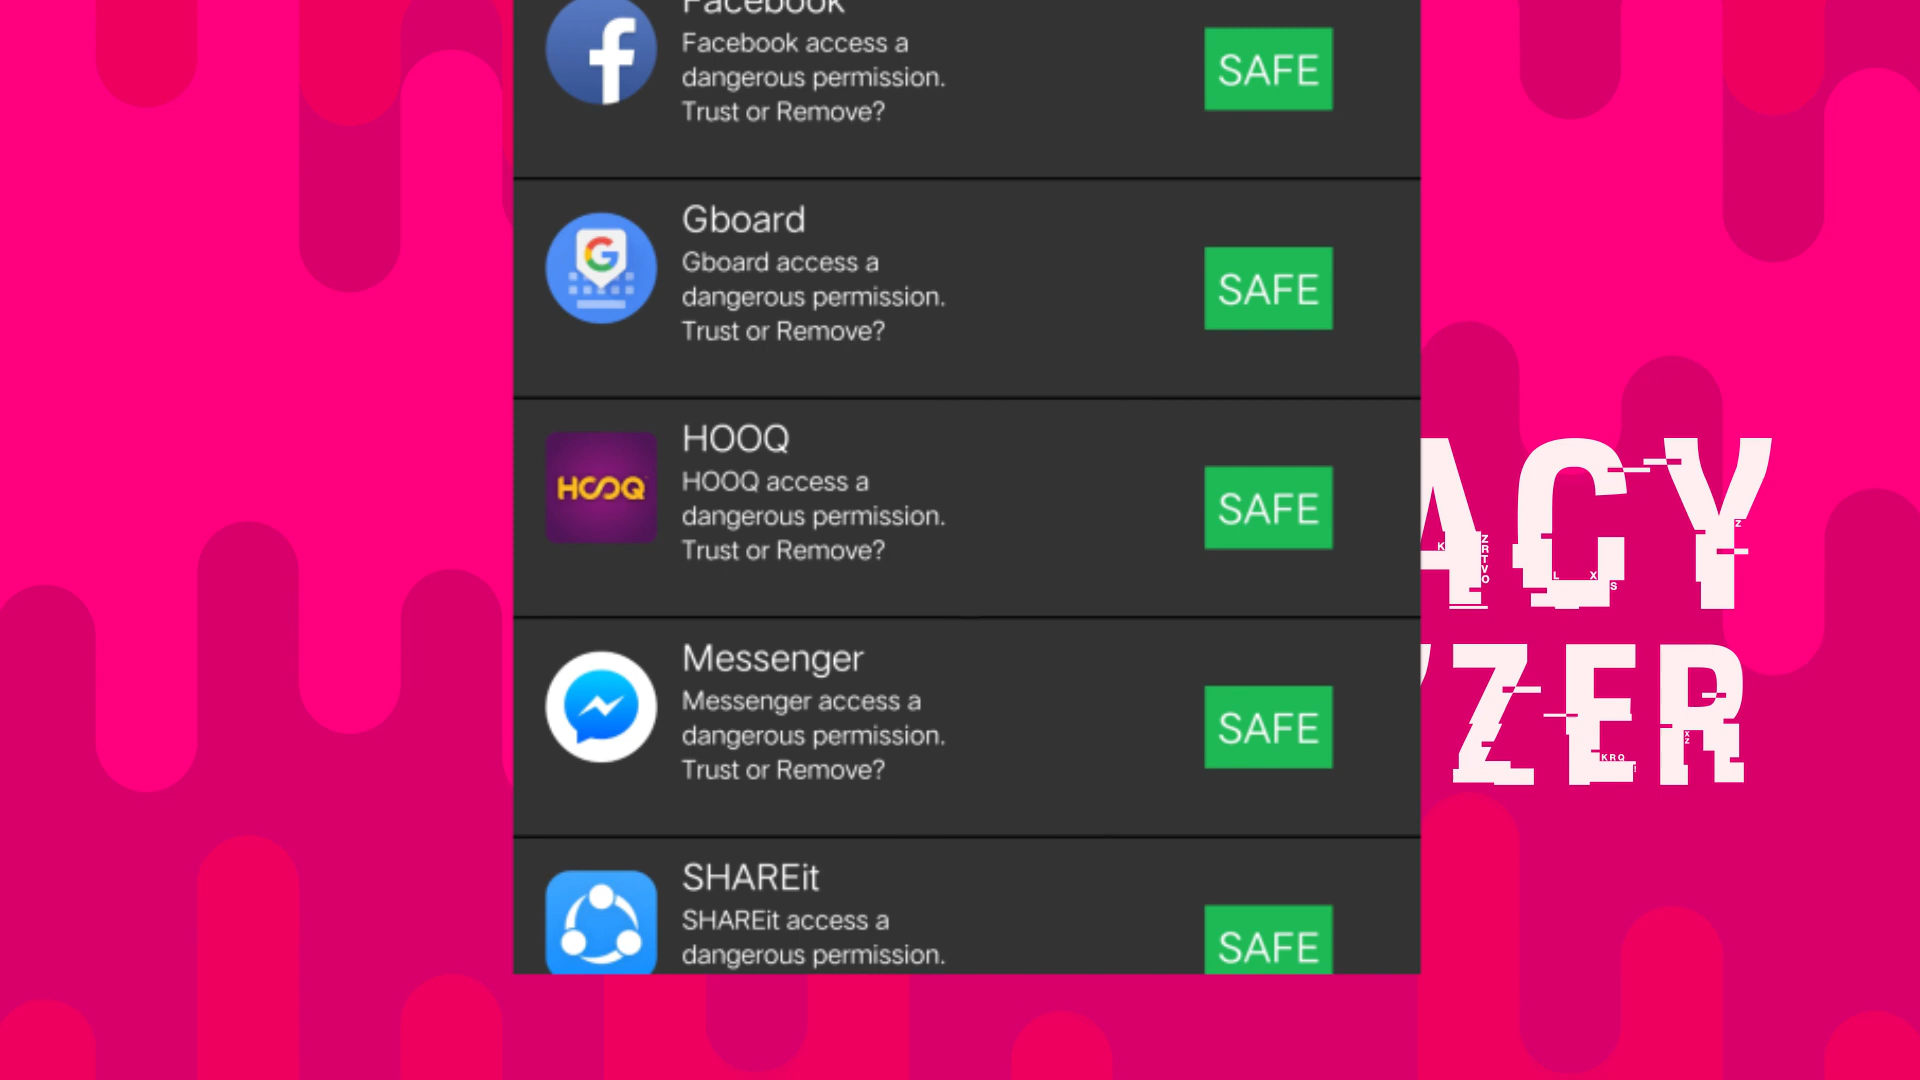 Facebook
Facebook access a
dangerous permission.
Trust or Remove?
SAFE
Gboard
Gboard access a
dangerous permission.
Trust or Remove?
SAFE
HOOQ
HOOQ
HOOQ access a
dangerous permission.
Trust or Remove?
SAFE
Messenger
Messenger access a
dangerous permission.
Trust or Remove?
SAFE
SHAREit
SHAREit access a
dangerous permission.
SAFE
ACY
ZER